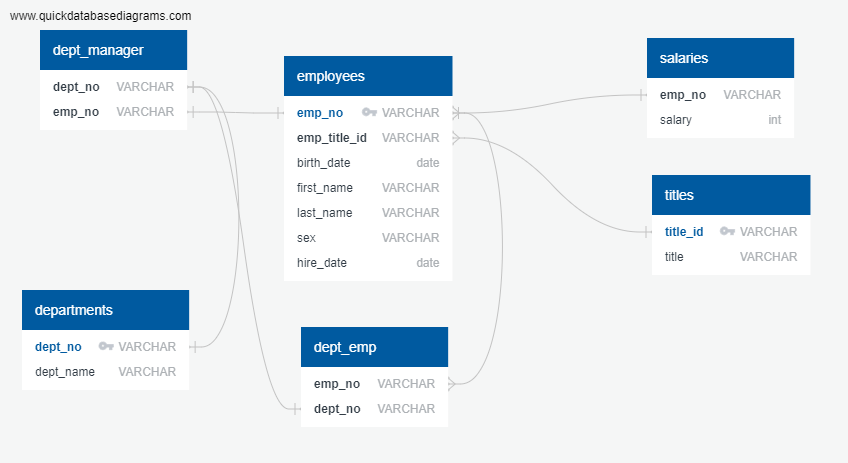 www.quickdatabasediagrams.com
dept_manager
dept_no VARCHAR
emp_no VARCHAR
employees
emp_no VARCHAR
emp_title_id VARCHAR
birth_date date
first_name VARCHAR
last_name VARCHAR
sex VARCHAR
hire_date date
salaries
emp_no VARCHAR
salary int
titles
title_id VARCHAR
title VARCHAR
departments
dept_no VARCHAR
dept_name VARCHAR
dept_emp
emp_no VARCHAR
dept_no VARCHAR